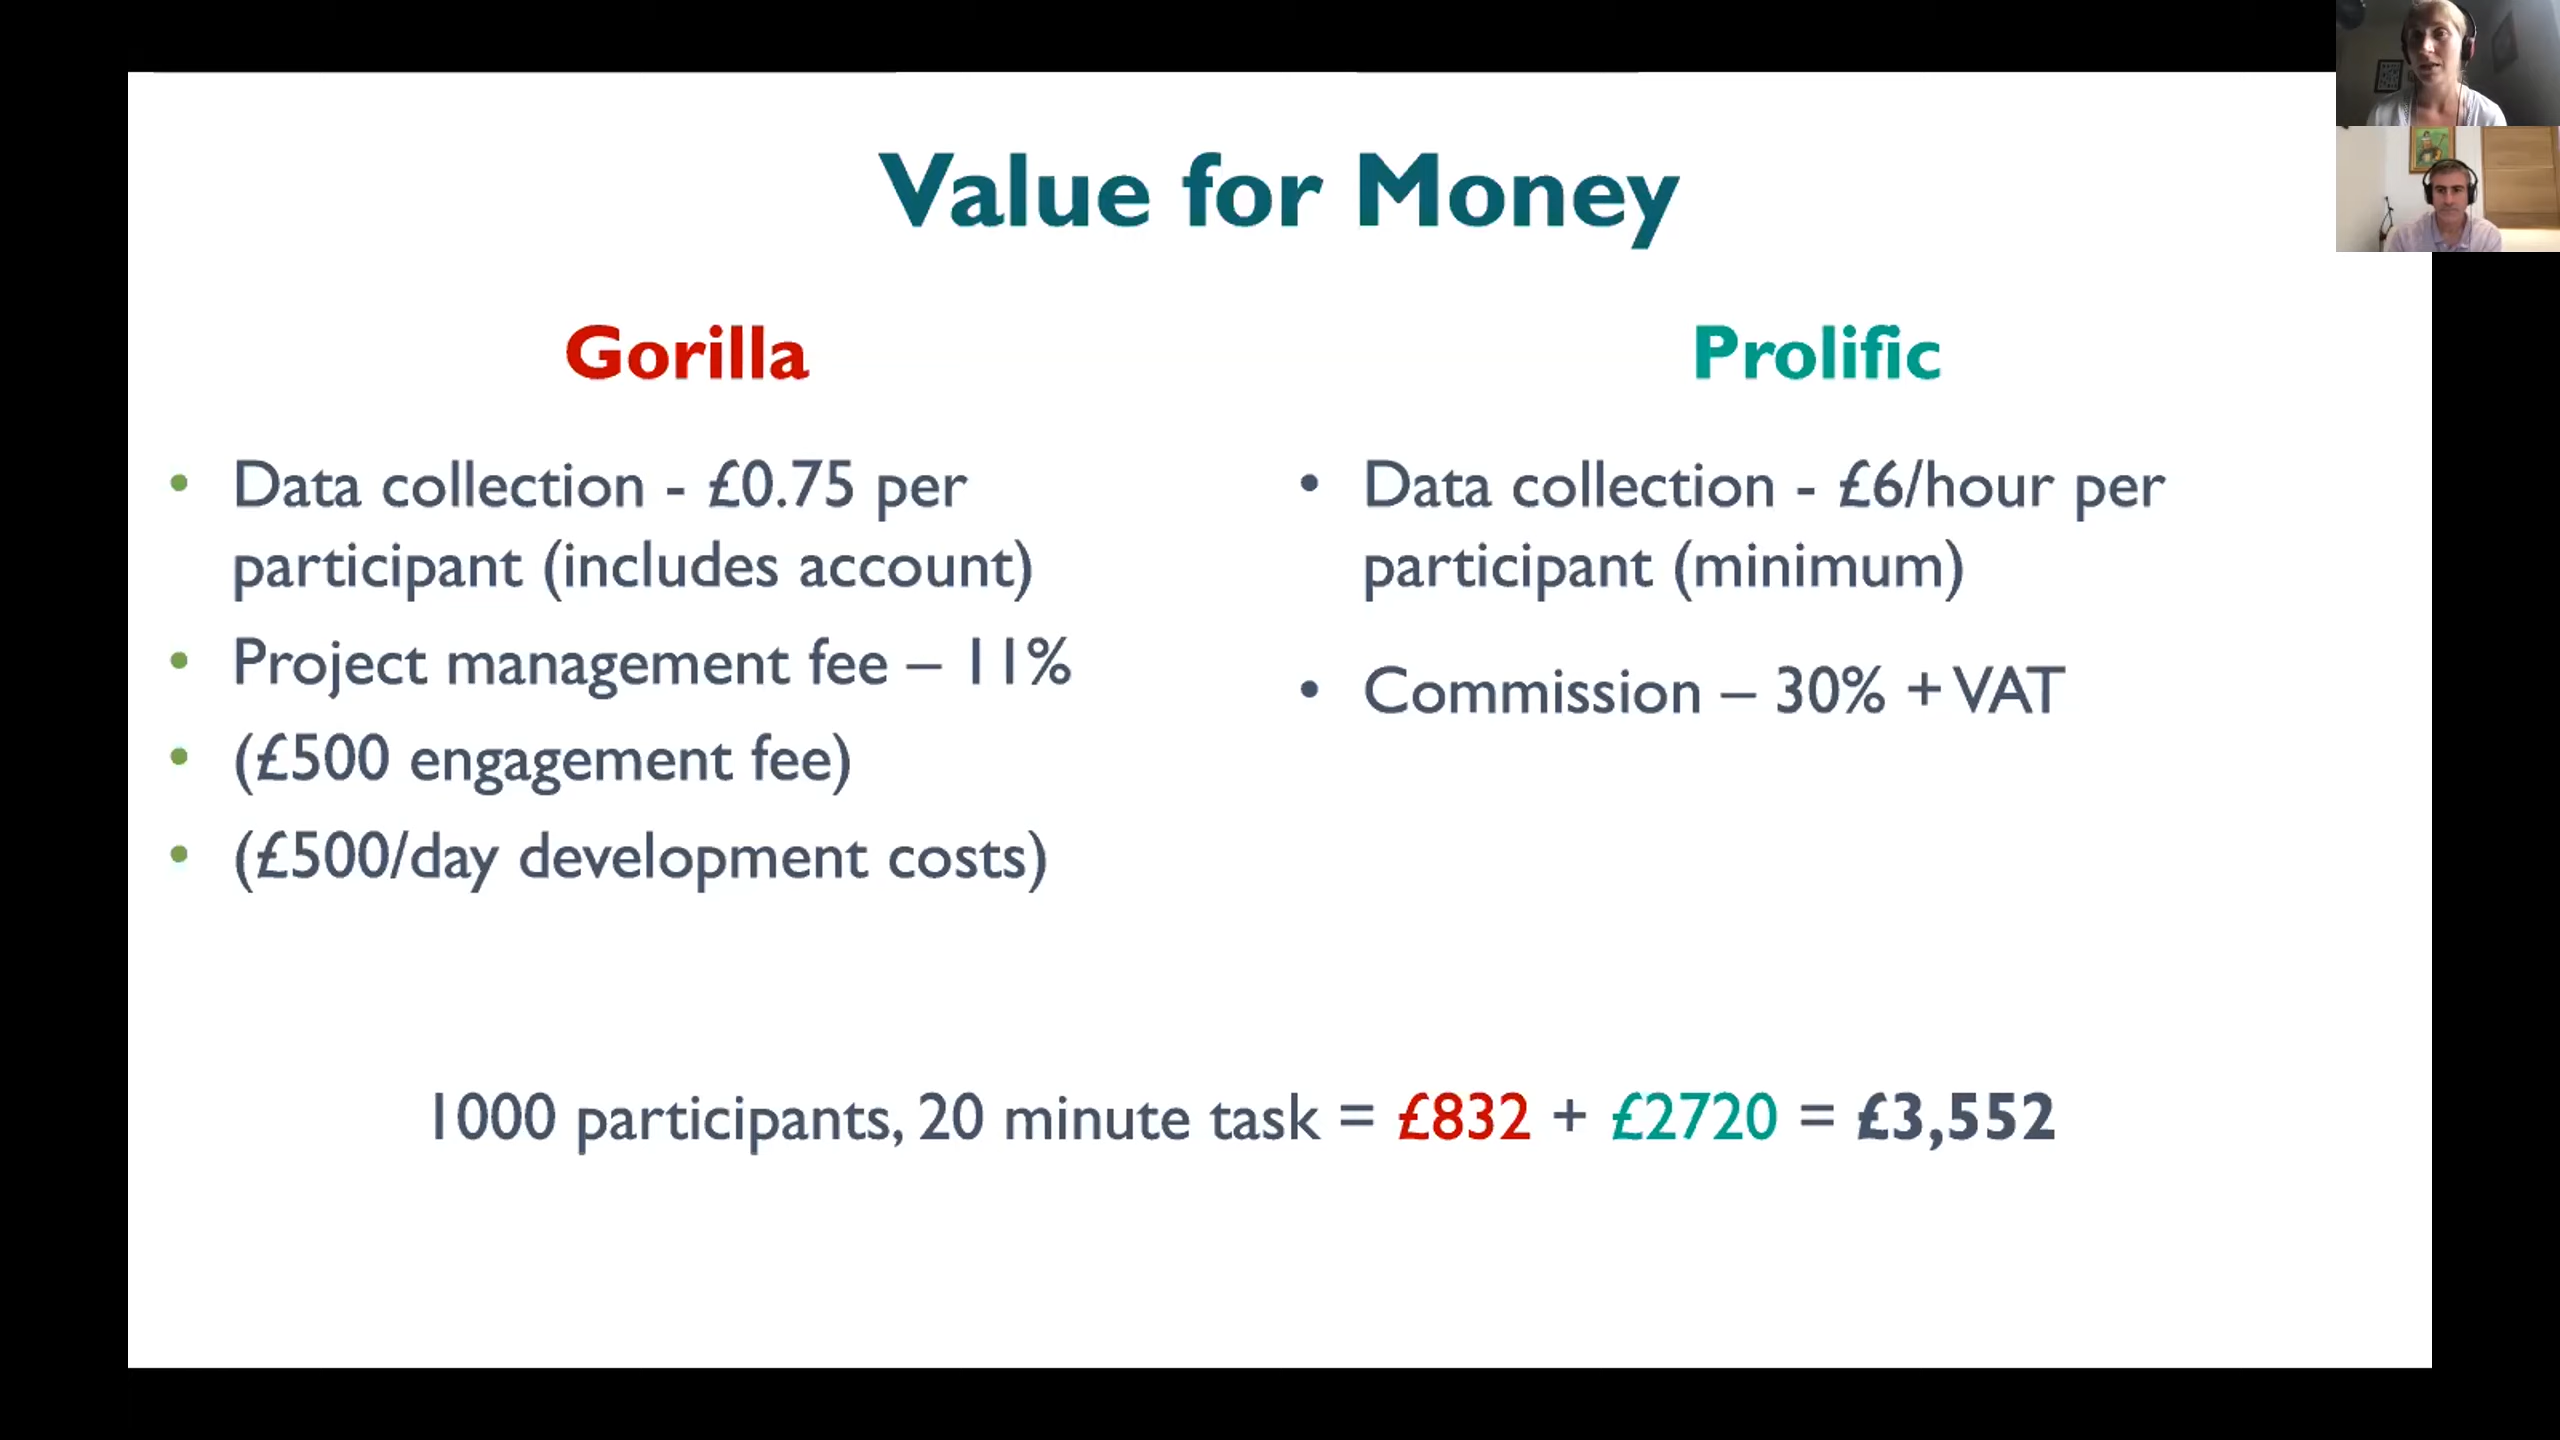 Value for Money
Gorilla
• Data collection - £0.75 per
participant (includes account)
• Project management fee – 11%
• (£500 engagement fee)
• (£500/day development costs)
Prolific
• Data collection - £6/hour per
participant (minimum)
• Commission – 30% + VAT
1000 participants, 20 minute task = £832 + £2720 = £3,552